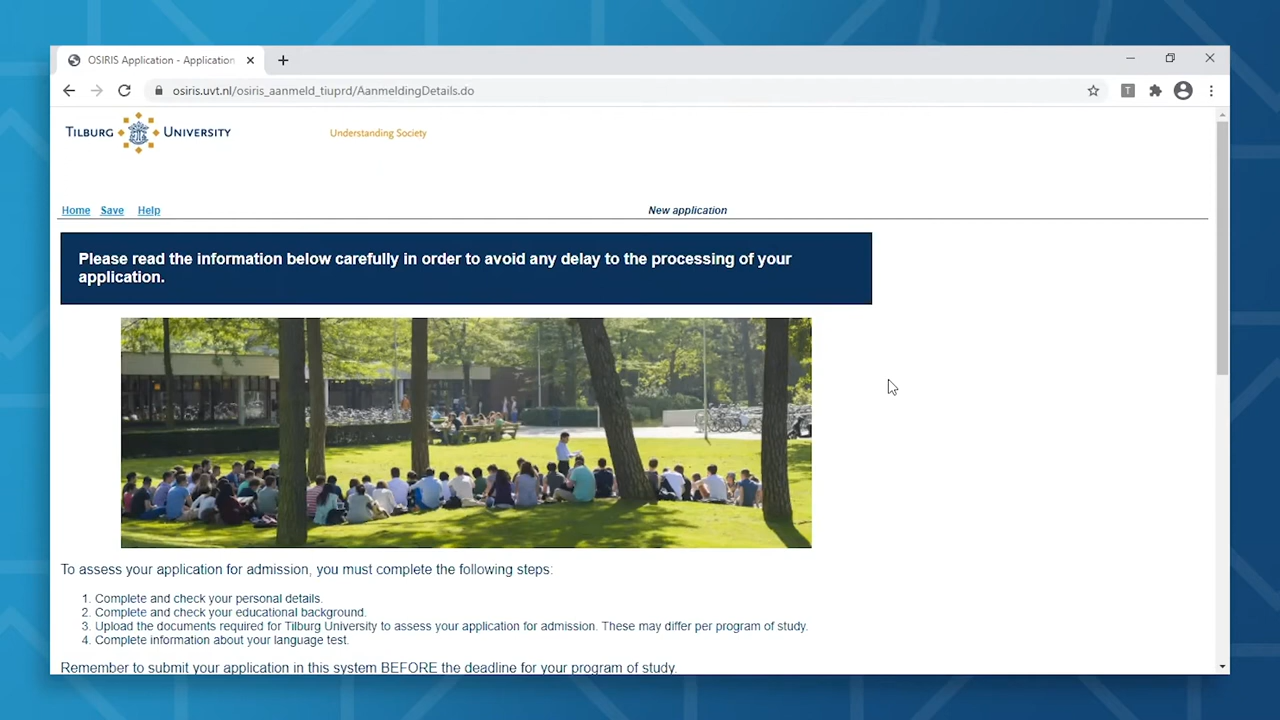 OSIRIS Application - Application
osiris.uvt.nl/osiris_aanmeld_tiuprd/AanmeldingDetails.do
T
TILBURG UNIVERSITY
Understanding Society
Home Save Help
New application
Please read the information below carefully in order to avoid any delay to the processing of your
application.
To assess your application for admission, you must complete the following steps:
1. Complete and check your personal details.
2. Complete and check your educational background.
3. Upload the documents required for Tilburg University to assess your application for admission. These may differ per program of study.
4. Complete information about your language test.
Remember to submit your application in this system BEFORE the deadline for your program of study.